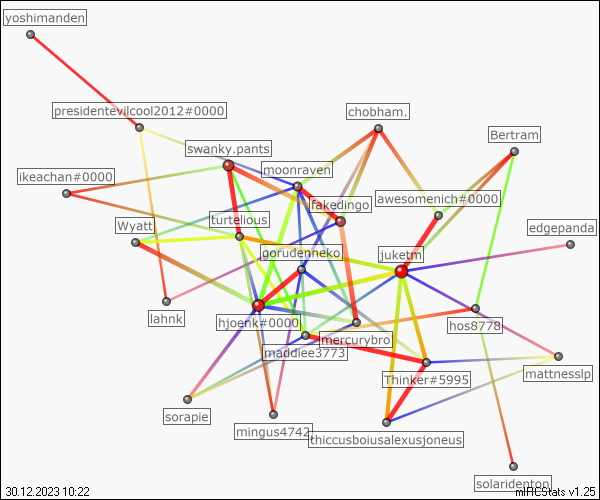 yoshimanden
presidentevilcool2012#0000
chobham.
Bertram
swanky.pants
moonraven
ikeachan#0000
awesomenich#0000
fakedingo
turtelious
Wyatt
edgepanda
gorudenneko
juketm
lahnk
hjoenk#0000
hos8778
mercurybro
maddiee3773
mattnesslp
Thinker#5995
sorapie
mingus4742
thiccusboiusalexusjoneus
solaridenton
30.12.2023 10:22
mIRCStats v1.25